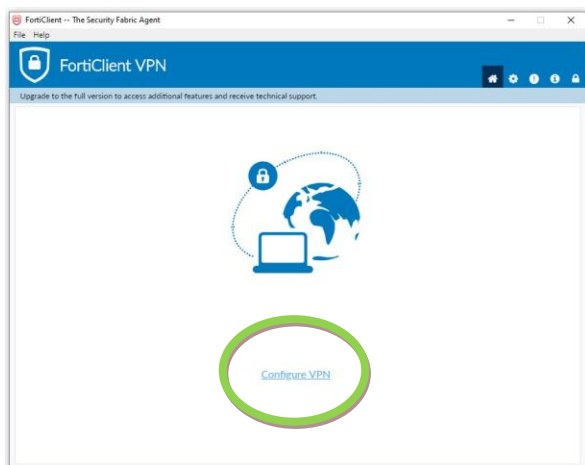 FortiClient -- The Security Fabric Agent
File Help
FortiClient VPN
Upgrade to the full version to access additional features and receive technical support.
Configure VPN